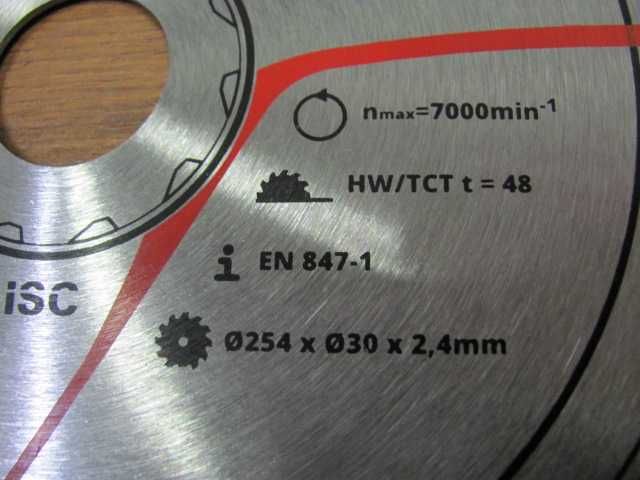 nmax=7000min-1
HW/TCT t = 48
EN 847-1
iSC
Ø254 x Ø30 x 2,4mm